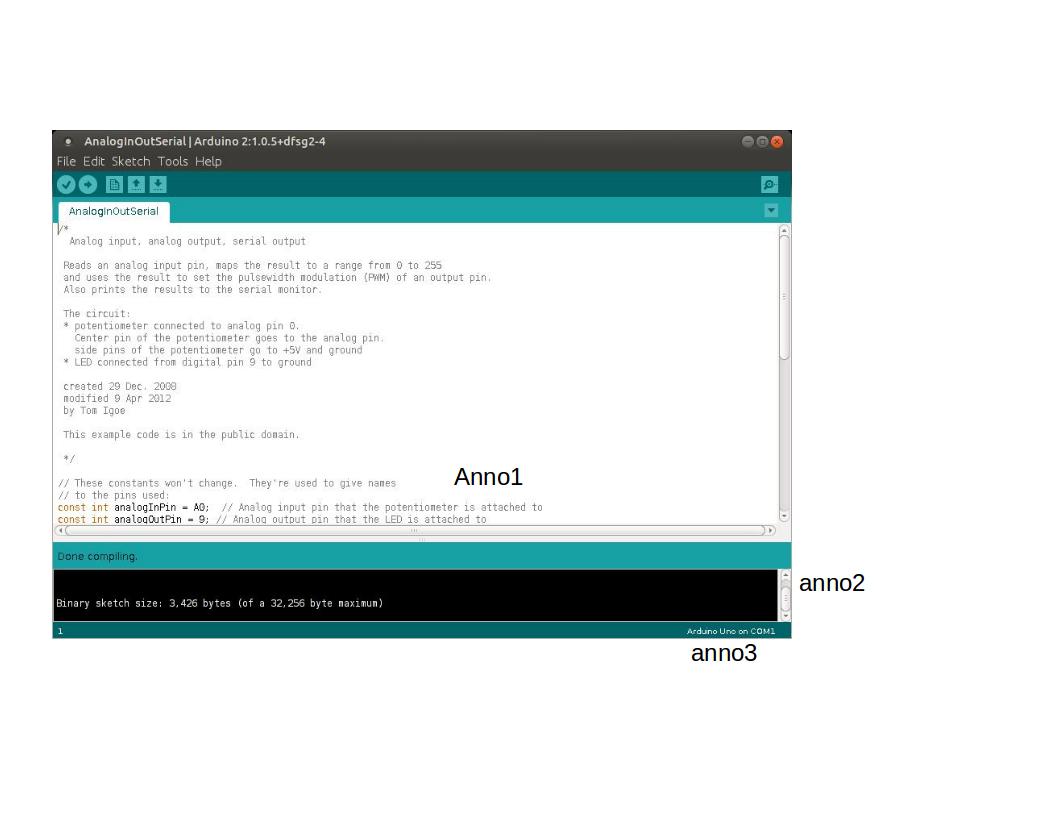 AnalogInOutSerial | Arduino 2:1.0.5+dfsg2-4
File Edit Sketch Tools Help
AnalogInOutSerial
/*
Analog input, analog output, serial output
Reads an analog input pin, maps the result to a range from 0 to 255
and uses the result to set the pulsewidth modulation (PWM) of an output pin.
Also prints the results to the serial monitor.
The circuit:
* potentiometer connected to analog pin 0.
Center pin of the potentiometer goes to the analog pin.
side pins of the potentiometer go to +5V and ground
* LED connected from digital pin 9 to ground
created 29 Dec. 2008
modified 9 Apr 2012
by Tom Igoe
This example code is in the public domain.
*/
Anno1
// These constants won't change.  They're used to give names
// to the pins used:
const int analogInPin = A0;  // Analog input pin that the potentiometer is attached to
const int analogOutPin = 9; // Analog output pin that the LED is attached to
Done compiling.
anno2
Binary sketch size: 3,426 bytes (of a 32,256 byte maximum)
1
Arduino Uno on COM1
anno3